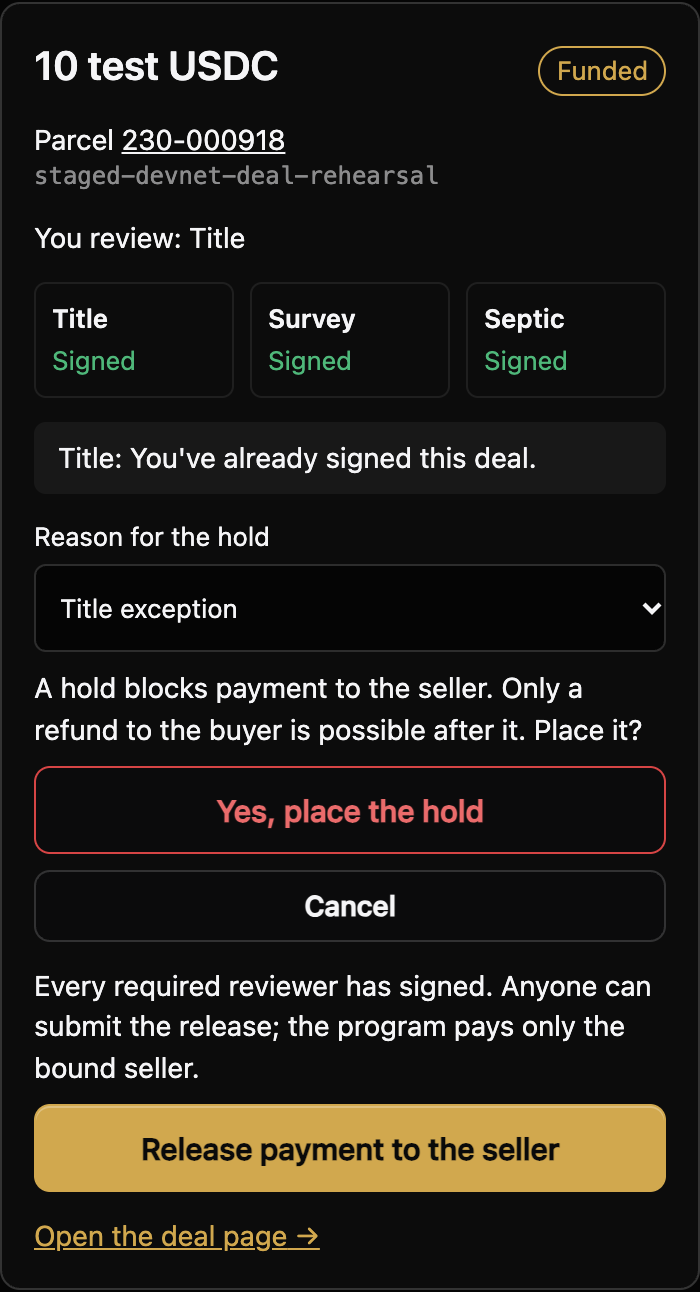 10 test USDC
Funded
Parcel 230-000918
staged-devnet-deal-rehearsal
You review: Title
Title
Signed
Survey
Signed
Septic
Signed
Title: You've already signed this deal.
Reason for the hold
Title exception
A hold blocks payment to the seller. Only a
refund to the buyer is possible after it. Place it?
Yes, place the hold
Cancel
Every required reviewer has signed. Anyone can
submit the release; the program pays only the
bound seller.
Release payment to the seller
Open the deal page →